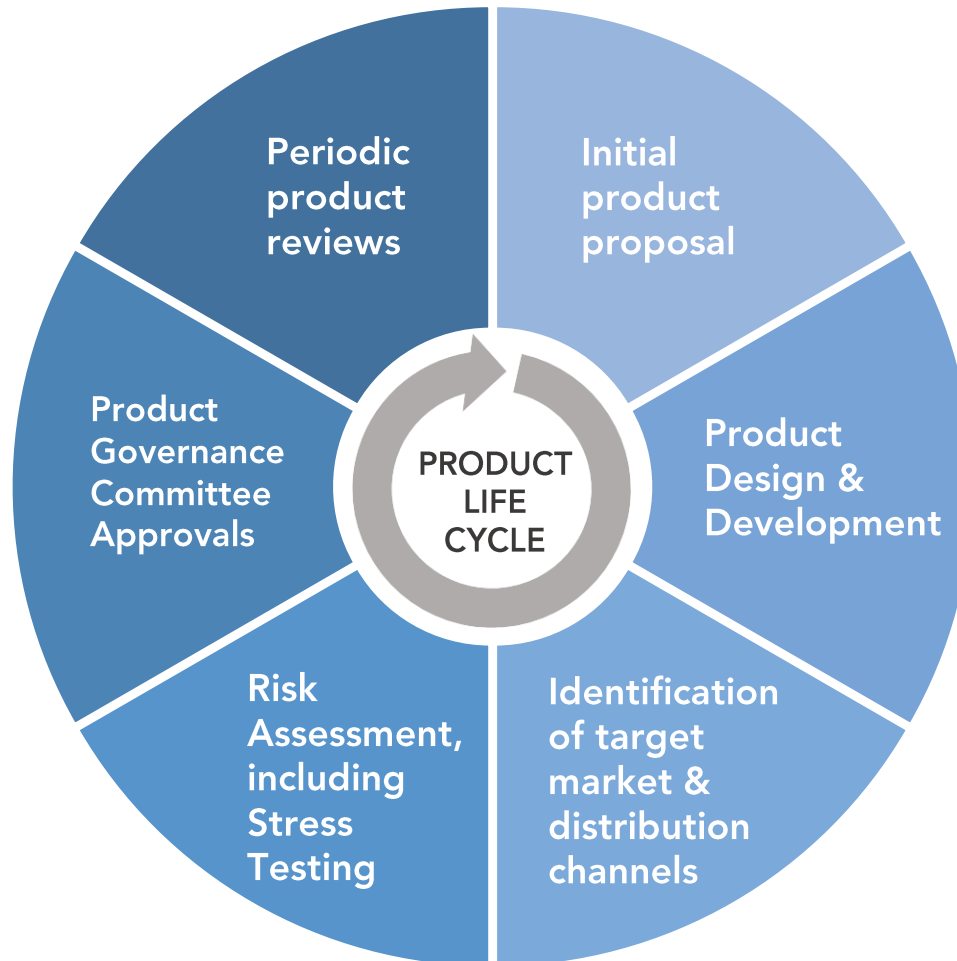 Periodic
product
reviews
Initial
product
proposal
Product
Governance
Committee
Approvals
PRODUCT
LIFE
CYCLE
Product
Design &
Development
Risk
Assessment,
including
Stress
Testing
Identification
of target
market &
distribution
channels